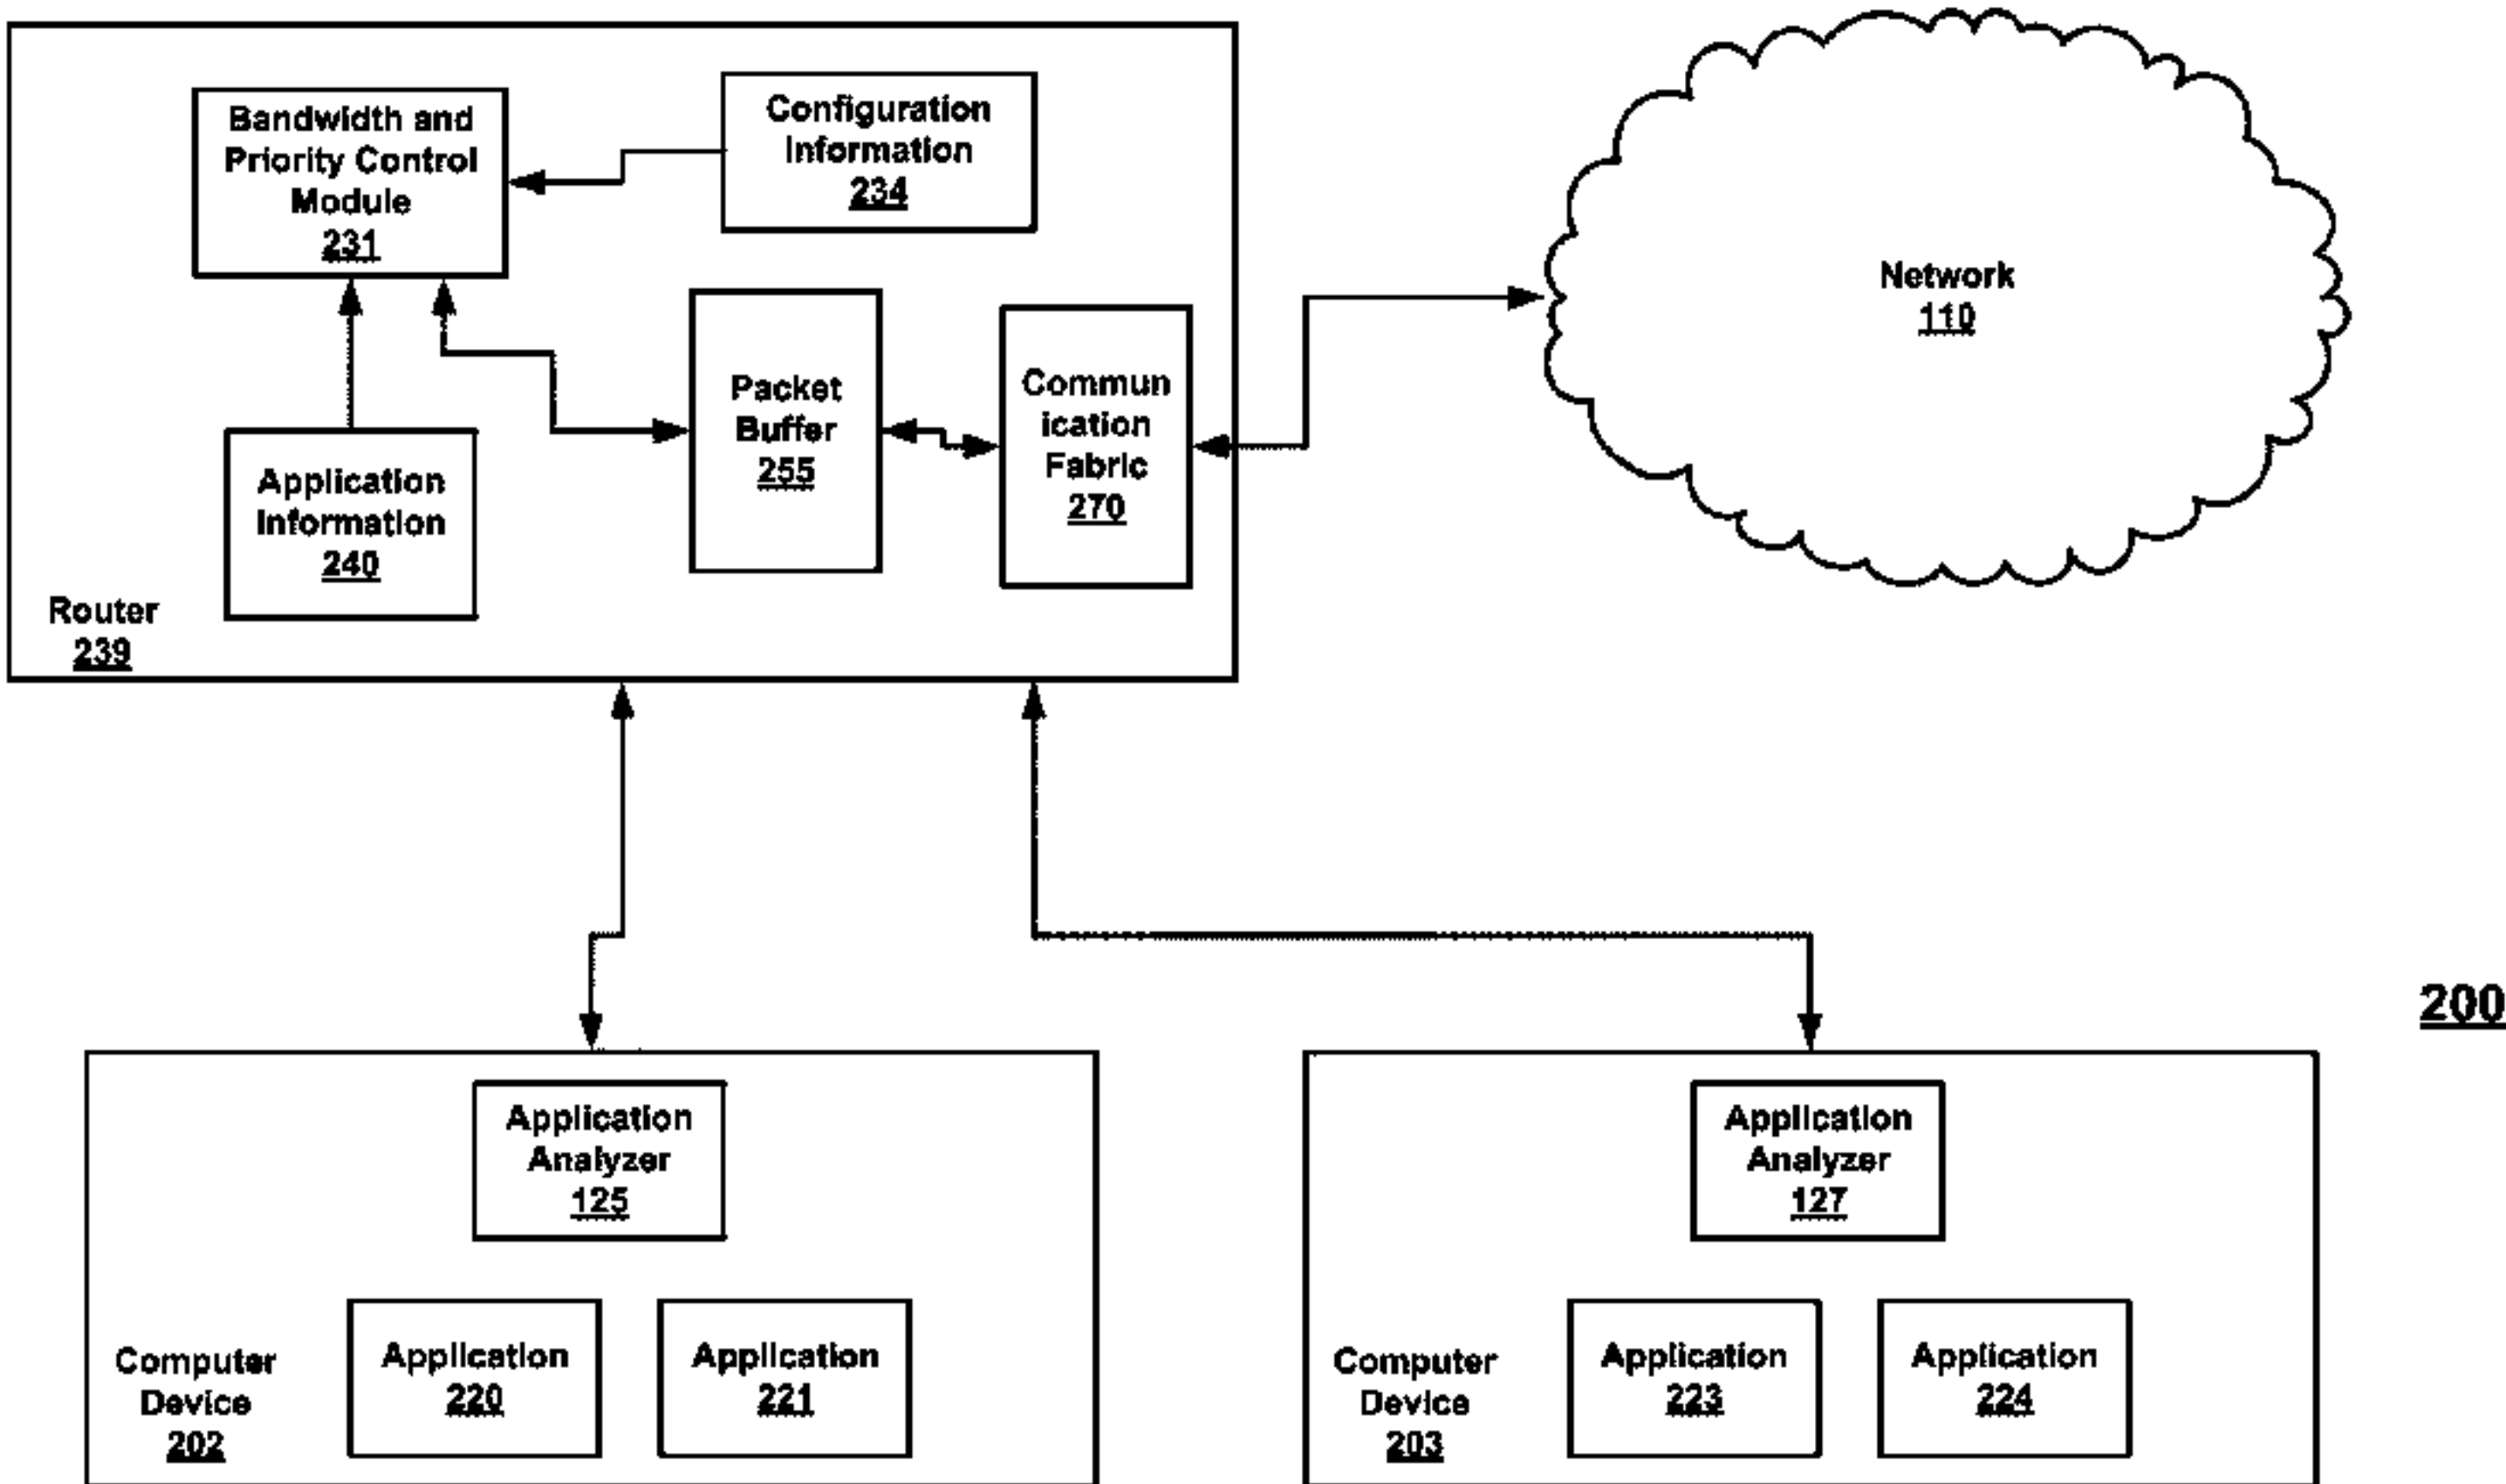 Bandwidth and
Priority Control
Module
231
Configuration
Information
234
Network
110
Packet
Buffer
255
Commun
ication
Fabric
270
Application
Information
240
Router
239
200
Application
Analyzer
125
Application
Analyzer
127
Computer
Device
202
Application
220
Application
221
Computer
Device
203
Application
223
Application
224